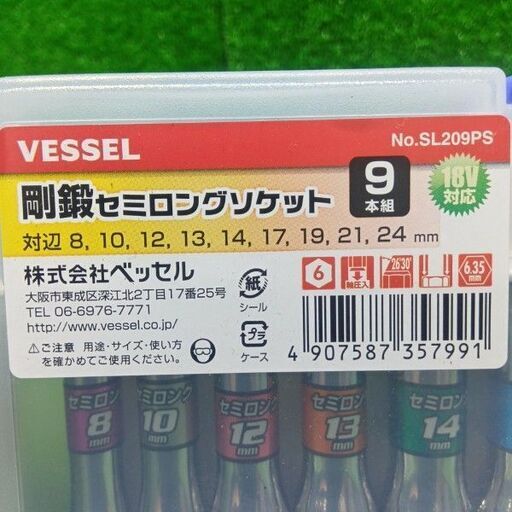 VESSEL
No.SL209PS
剛鍛セミロングソケット
9
本組
18V
対応
対辺 8, 10, 12, 13, 14, 17, 19, 21, 24 mm
株式会社ベッセル
大阪市東成区深江北2丁目17番25号
TEL 06-6976-7771
http://www.vessel.co.jp/
⚠ご注意 用途・サイズ・使い方
を確かめてご使用ください。
紙
シール
プラ
ケース
6
軸圧入
26°30'
6.35
mm
4 907587 357991
セミロング
8
mm
セミロング
10
mm
セミロング
12
mm
セミロング
13
mm
セミロング
14
mm